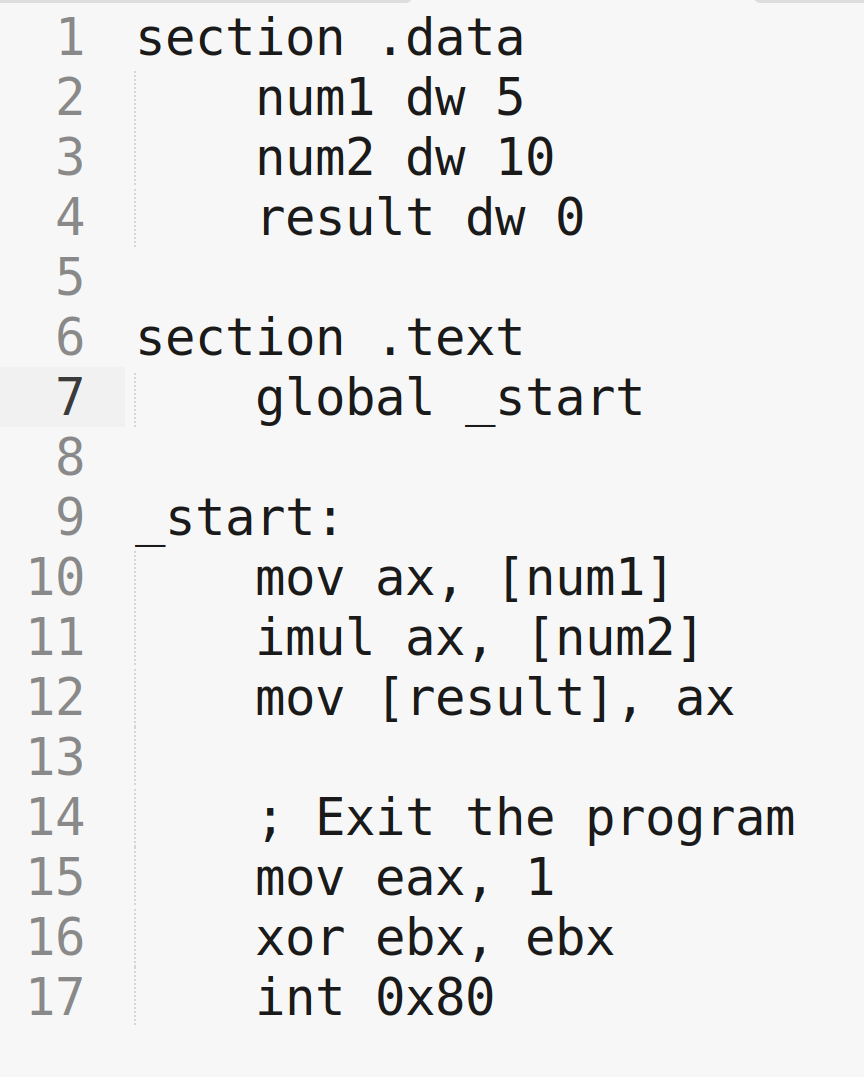 1 section .data
2     num1 dw 5
3     num2 dw 10
4     result dw 0
5
6 section .text
7     global _start
8
9 _start:
10     mov ax, [num1]
11     imul ax, [num2]
12     mov [result], ax
13
14     ; Exit the program
15     mov eax, 1
16     xor ebx, ebx
17     int 0x80